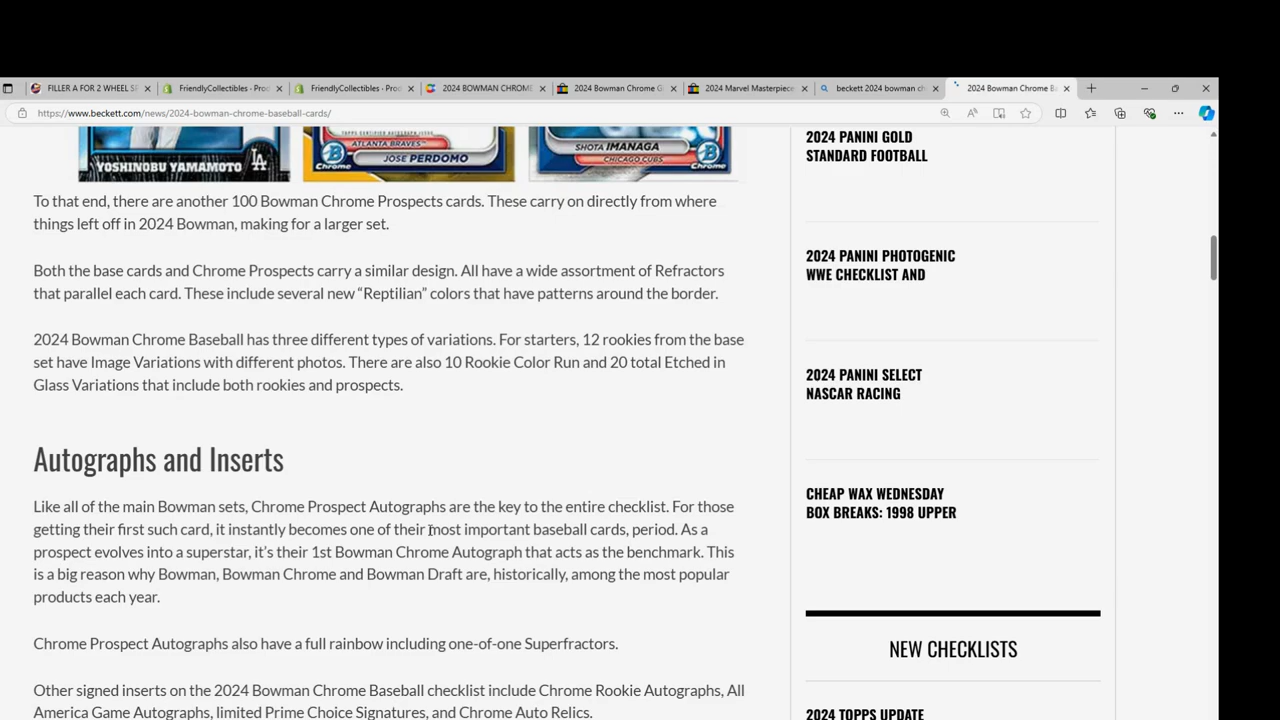 FILLER A FOR 2 WHEEL SP
FriendlyCollectibles - Proc
FriendlyCollectibles - Proc
2024 BOWMAN CHROME
2024 Bowman Chrome G
2024 Marvel Masterpiece
beckett 2024 bowman ch
2024 Bowman Chrome Ba
https://www.beckett.com/news/2024-bowman-chrome-baseball-cards/
YOSHINOBU YAMAMOTO
LA
TOPPS CERTIFIED AUTOGRAPH ISSUE
ATLANTA BRAVES
JOSE PERDOMO
Chrome
SHOTA IMANAGA
CHICAGO CUBS
Chrome
To that end, there are another 100 Bowman Chrome Prospects cards. These carry on directly from where
things left off in 2024 Bowman, making for a larger set.
Both the base cards and Chrome Prospects carry a similar design. All have a wide assortment of Refractors
that parallel each card. These include several new “Reptilian” colors that have patterns around the border.
2024 Bowman Chrome Baseball has three different types of variations. For starters, 12 rookies from the base
set have Image Variations with different photos. There are also 10 Rookie Color Run and 20 total Etched in
Glass Variations that include both rookies and prospects.
Autographs and Inserts
Like all of the main Bowman sets, Chrome Prospect Autographs are the key to the entire checklist. For those
getting their first such card, it instantly becomes one of their most important baseball cards, period. As a
prospect evolves into a superstar, it’s their 1st Bowman Chrome Autograph that acts as the benchmark. This
is a big reason why Bowman, Bowman Chrome and Bowman Draft are, historically, among the most popular
products each year.
Chrome Prospect Autographs also have a full rainbow including one-of-one Superfractors.
Other signed inserts on the 2024 Bowman Chrome Baseball checklist include Chrome Rookie Autographs, All
America Game Autographs, limited Prime Choice Signatures, and Chrome Auto Relics.
2024 PANINI GOLD
STANDARD FOOTBALL
2024 PANINI PHOTOGENIC
WWE CHECKLIST AND
2024 PANINI SELECT
NASCAR RACING
CHEAP WAX WEDNESDAY
BOX BREAKS: 1998 UPPER
NEW CHECKLISTS
2024 TOPPS UPDATE